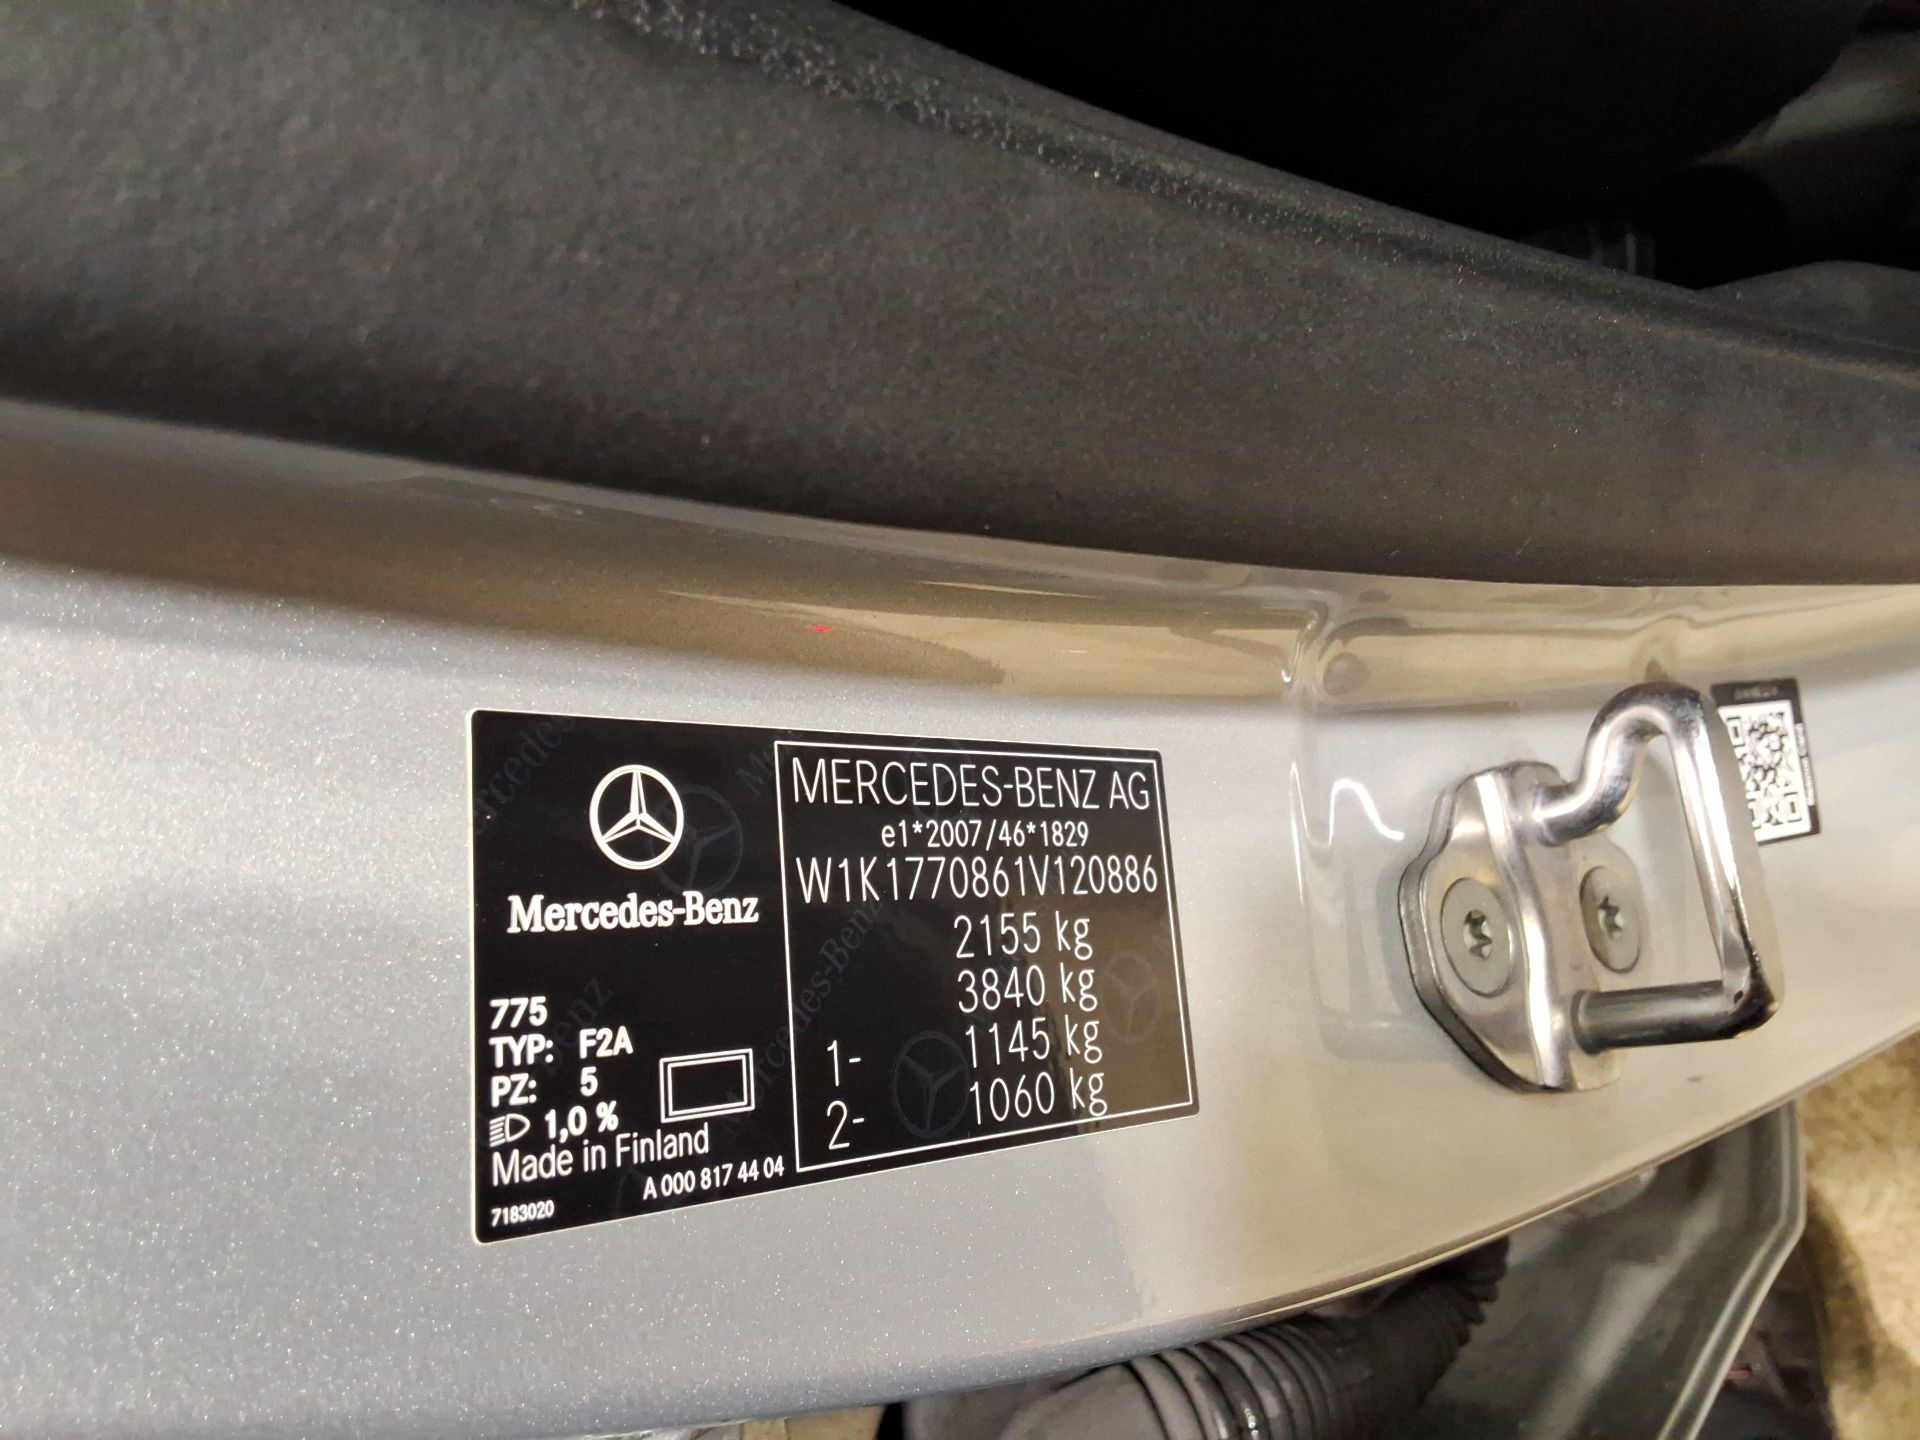 Mercedes-Benz
775
TYP: F2A
PZ: 5
1,0 %
Made in Finland
A 000 817 44 04
7183020
MERCEDES-BENZ AG
e1*2007/46*1829
W1K1770861V120886
2155 kg
3840 kg
1- 1145 kg
2- 1060 kg